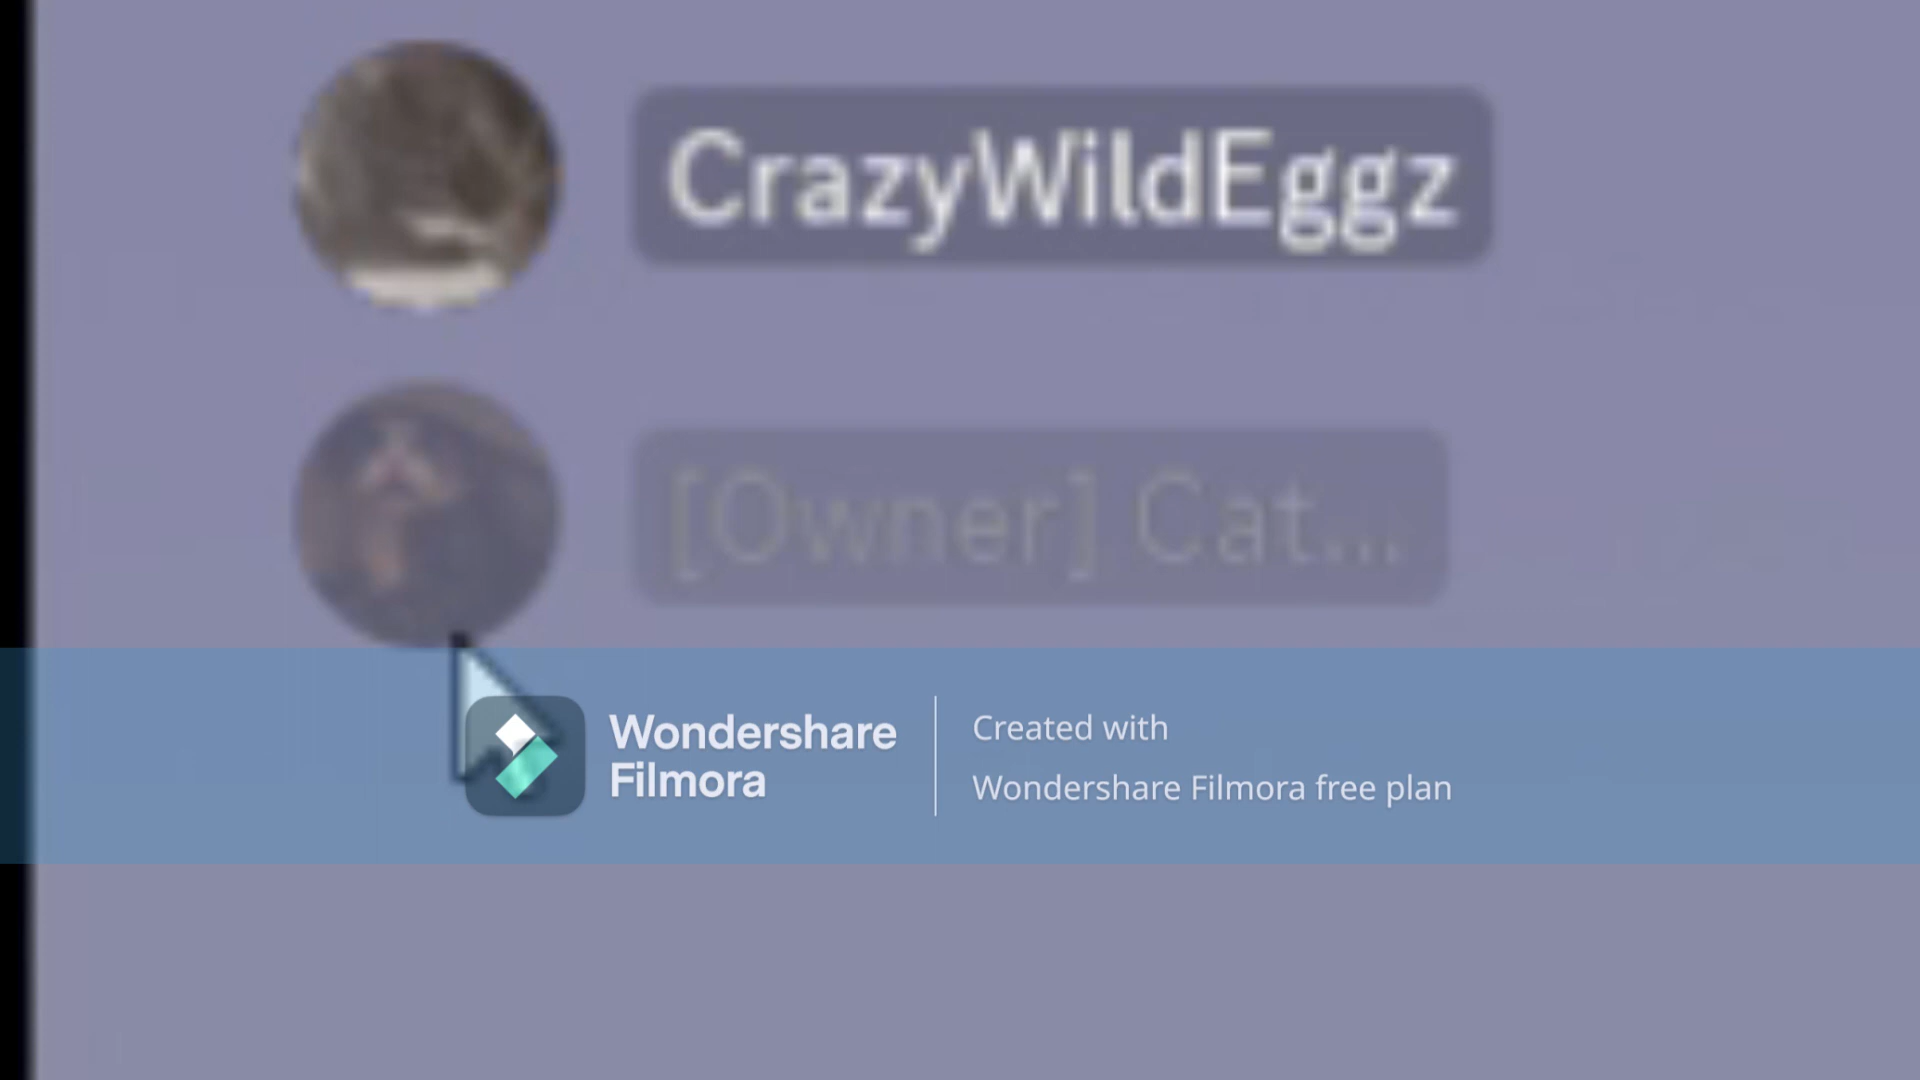 CrazyWildEggz
[Owner] Cat...
Wondershare
Filmora
Created with
Wondershare Filmora free plan